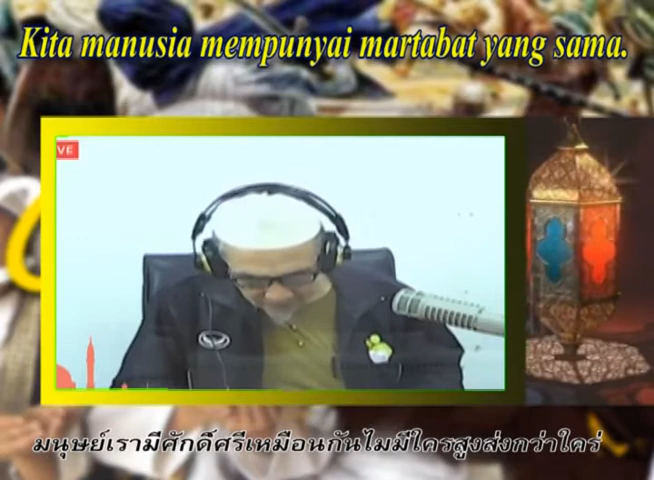 Kita manusia mempunyai martabat yang sama.
VE
มนุษย์เรามีศักดิ์ศรีเหมือนกันไม่มีใครสูงส่งกว่าใคร่